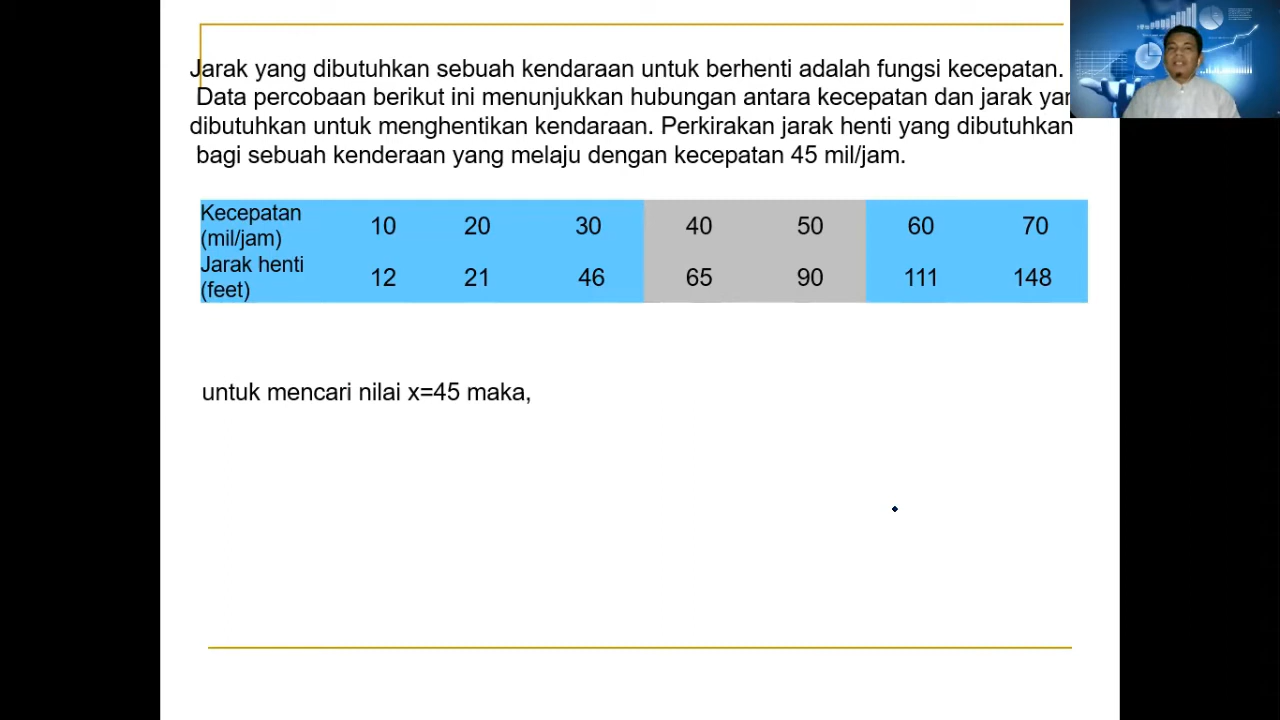 Jarak yang dibutuhkan sebuah kendaraan untuk berhenti adalah fungsi kecepatan.
Data percobaan berikut ini menunjukkan hubungan antara kecepatan dan jarak yan
dibutuhkan untuk menghentikan kendaraan. Perkirakan jarak henti yang dibutuhkan
bagi sebuah kenderaan yang melaju dengan kecepatan 45 mil/jam.
Kecepatan (mil/jam) 10 20 30 40 50 60 70
Jarak henti (feet) 12 21 46 65 90 111 148
untuk mencari nilai x=45 maka,